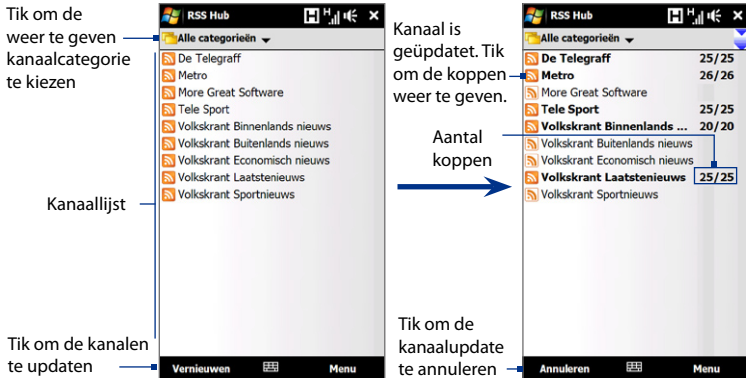 Tik om de
weer te geven
kanaalcategorie
te kiezen
Kanaallijst
Tik om de kanalen
te updaten
RSS Hub
H
Alle categorieën
De Telegraff
Metro
More Great Software
Tele Sport
Volkskrant Binnenlands nieuws
Volkskrant Buitenlands nieuws
Volkskrant Economisch nieuws
Volkskrant Laatstenieuws
Volkskrant Sportnieuws
Vernieuwen Menu
Kanaal is
geüpdatet. Tik
om de koppen
weer te geven.
Aantal
koppen
Tik om de
kanaalupdate
te annuleren
RSS Hub
H
Alle categorieën
De Telegraff 25/25
Metro 26/26
More Great Software
Tele Sport 25/25
Volkskrant Binnenlands ... 20/20
Volkskrant Buitenlands nieuws
Volkskrant Economisch nieuws
Volkskrant Laatstenieuws 25/25
Volkskrant Sportnieuws
Annuleren Menu